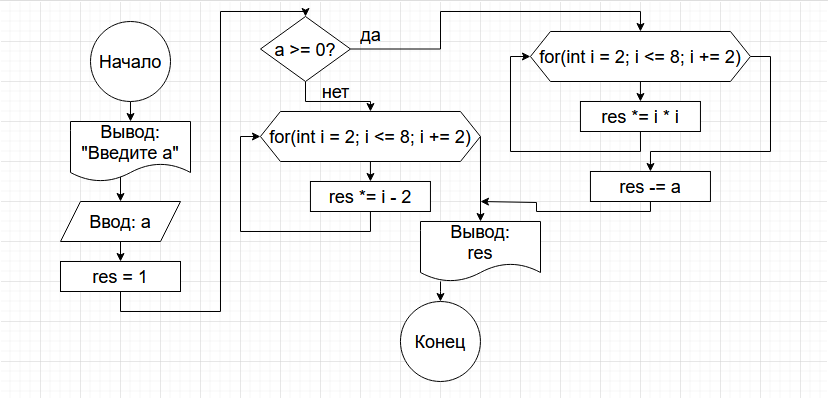 Начало
Вывод:
"Введите a"
Ввод: a
res = 1
a >= 0?
да
нет
for(int i = 2; i <= 8; i += 2)
res *= i - 2
for(int i = 2; i <= 8; i += 2)
res *= i * i
res -= a
Вывод:
res
Конец